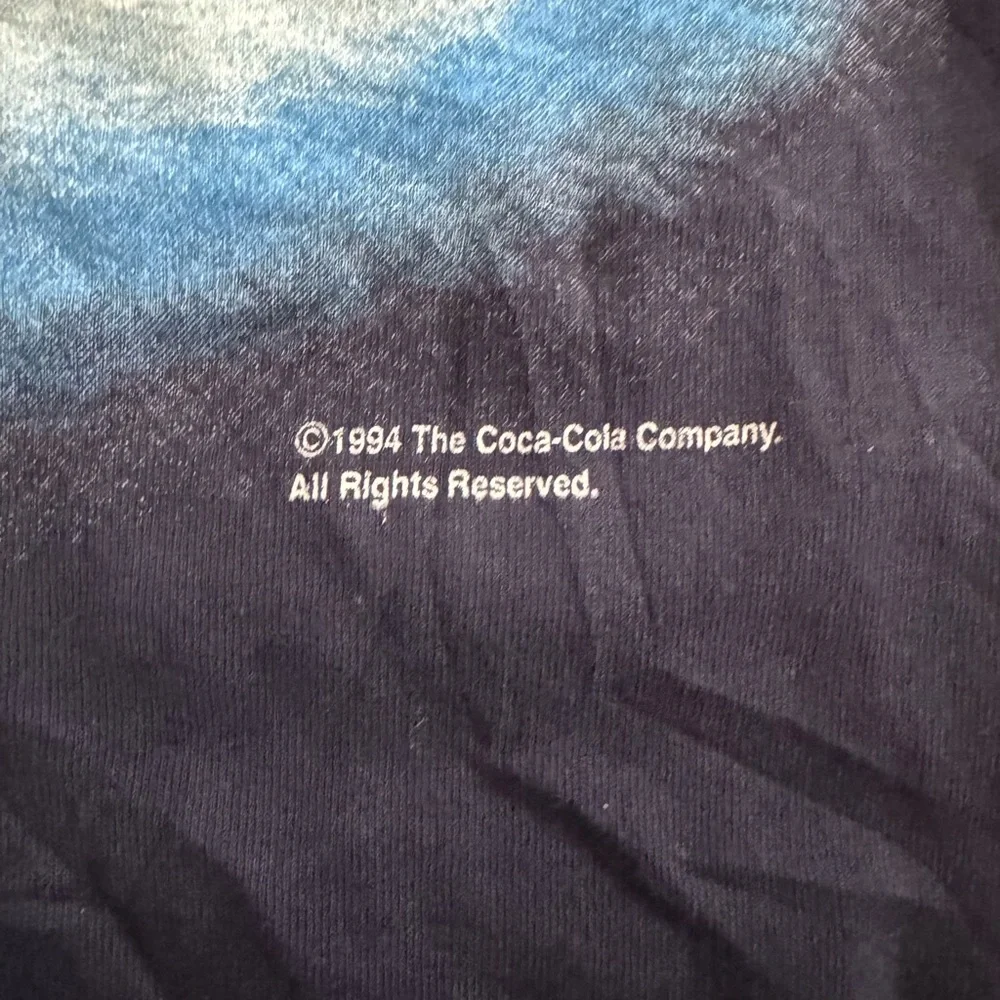 ©1994 The Coca-Cola Company.
All Rights Reserved.